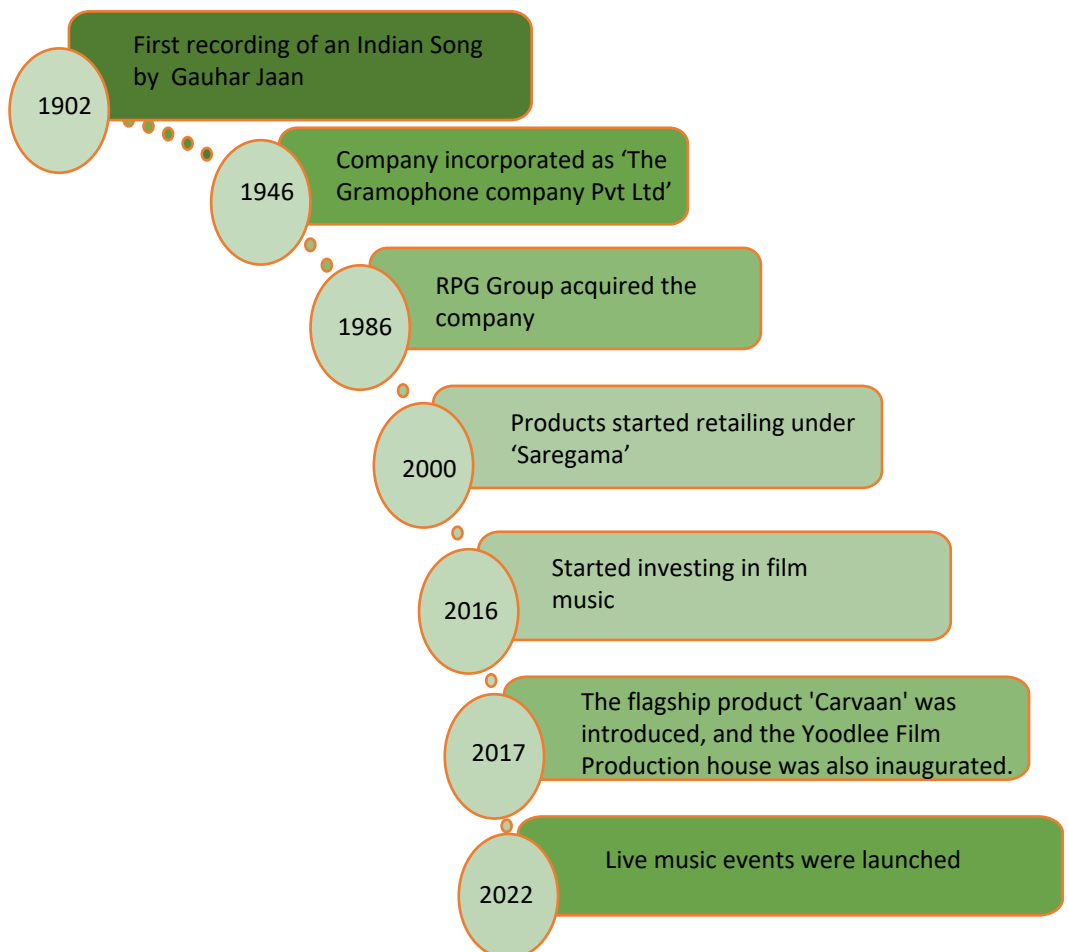 First recording of an Indian Song
by Gauhar Jaan
1902
Company incorporated as ‘The
Gramophone company Pvt Ltd’
1946
RPG Group acquired the
company
1986
Products started retailing under
‘Saregama’
2000
Started investing in film
music
2016
The flagship product 'Carvaan' was
introduced, and the Yoodlee Film
Production house was also inaugurated.
2017
Live music events were launched
2022